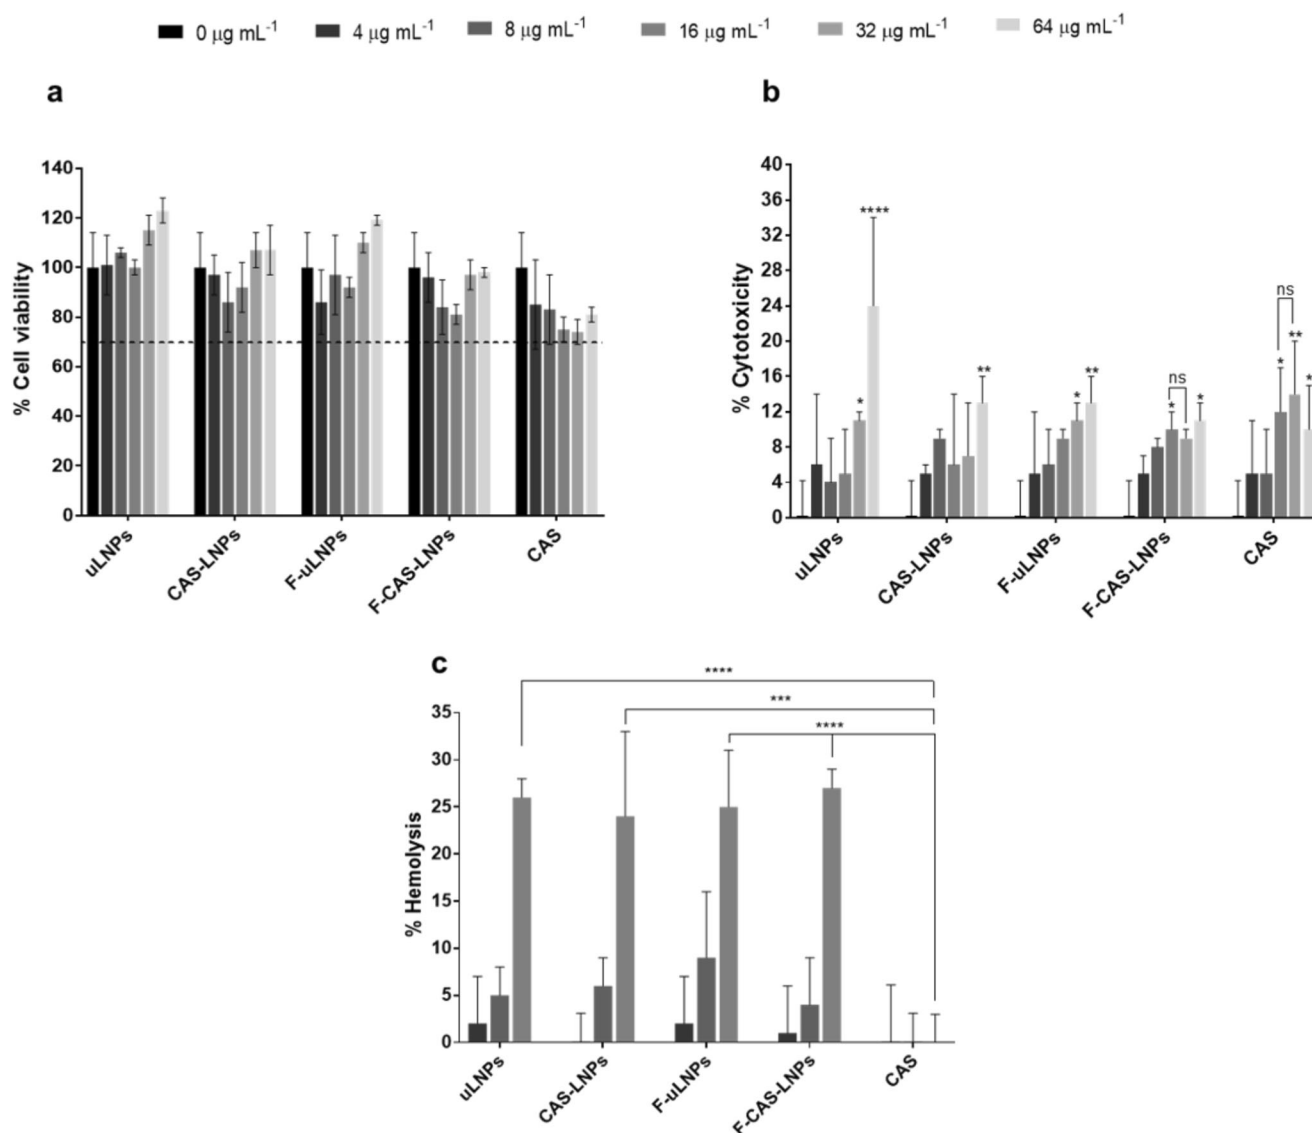 0 µg mL-1 4 µg mL-1 8 µg mL-1 16 µg mL-1 32 µg mL-1 64 µg mL-1
a
% Cell viability
140
120
100
80
60
40
20
0
uLNPs CAS-LNPs F-uLNPs F-CAS-LNPs CAS
b
% Cytotoxicity
40
36
32
28
24
20
16
12
8
4
0
* **** ** * ** * ns * * ns ** *
uLNPs CAS-LNPs F-uLNPs F-CAS-LNPs CAS
c
****
***
****
% Hemolysis
35
30
25
20
15
10
5
0
uLNPs CAS-LNPs F-uLNPs F-CAS-LNPs CAS